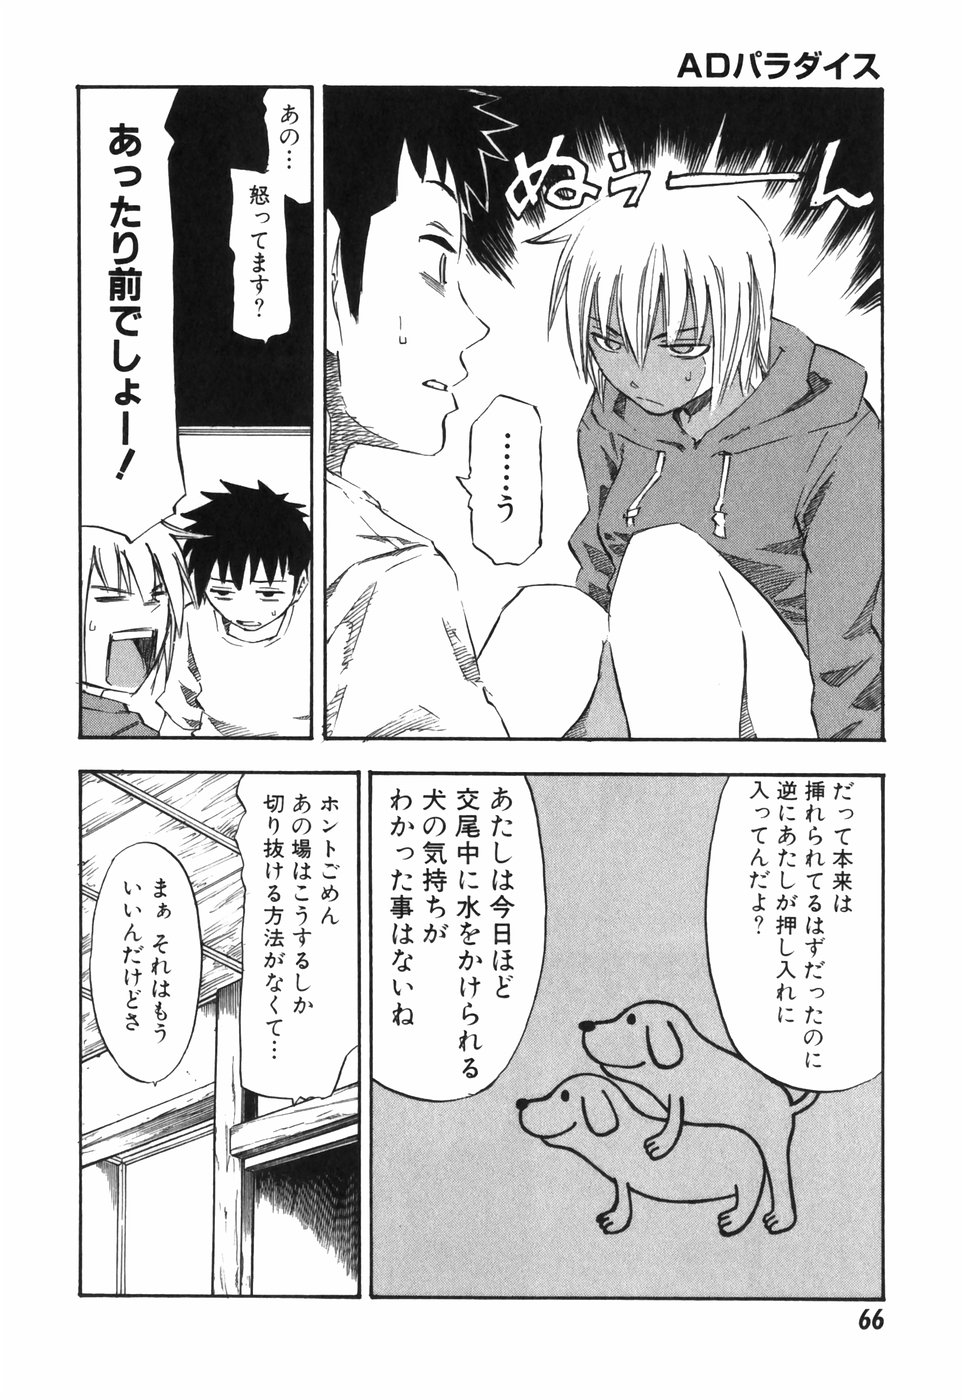 ADパラダイス
ぬぅーーん
……う
あの…
怒ってます?
あったり前でしょー!
だって本来は
挿れられてるはずだったのに
逆にあたしが押し入れに
入ってんだよ?
あたしは今日ほど
交尾中に水をかけられる
犬の気持ちが
わかった事はないね
ホントごめん
あの場はこうするしか
切り抜ける方法がなくて…
まぁ それはもう
いいんだけどさ
66